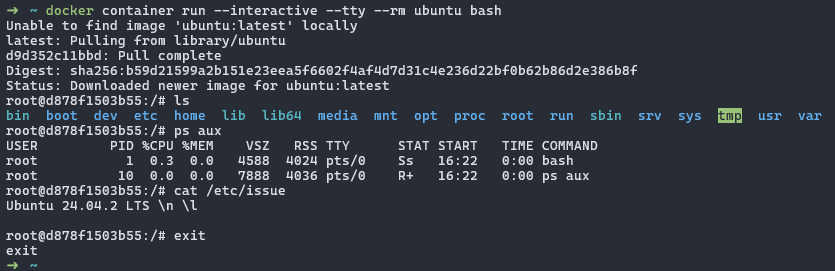 → ~ docker container run --interactive --tty --rm ubuntu bash
Unable to find image 'ubuntu:latest' locally
latest: Pulling from library/ubuntu
d9d352c11bbd: Pull complete
Digest: sha256:b59d21599a2b151e23eea5f6602f4af4d7d31c4e236d22bf0b62b86d2e386b8f
Status: Downloaded newer image for ubuntu:latest
root@d878f1503b55:/# ls
bin  boot  dev  etc  home  lib  lib64  media  mnt  opt  proc  root  run  sbin  srv  sys  tmp  usr  var
root@d878f1503b55:/# ps aux
USER         PID %CPU %MEM    VSZ   RSS TTY      STAT START   TIME COMMAND
root           1  0.3  0.0   4588  4024 pts/0    Ss   16:22   0:00 bash
root          10  0.0  0.0   7888  4036 pts/0    R+   16:22   0:00 ps aux
root@d878f1503b55:/# cat /etc/issue
Ubuntu 24.04.2 LTS \n \l
root@d878f1503b55:/# exit
exit
→ ~